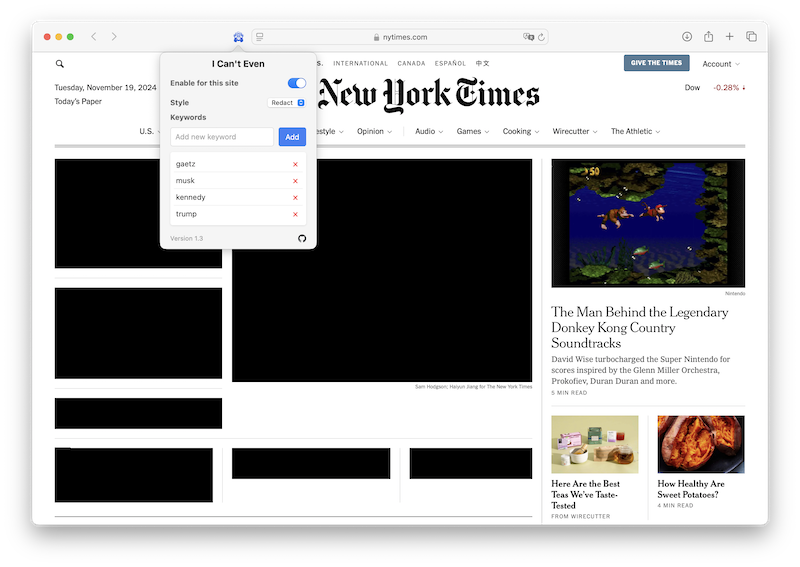 nytimes.com
I Can't Even
Enable for this site
Style
Redact
Keywords
Add new keyword
Add
gaetz
musk
kennedy
trump
Version 1.3
S. INTERNATIONAL CANADA ESPAÑOL 中文
GIVE THE TIMES
Account
Tuesday, November 19, 2024
Today's Paper
New York Times
Dow -0.28%
U.S. estyle Opinion Audio Games Cooking Wirecutter The Athletic
50
Nintendo
The Man Behind the Legendary
Donkey Kong Country
Soundtracks
David Wise turbocharged the Super Nintendo for
scores inspired by the Glenn Miller Orchestra,
Prokofiev, Duran Duran and more.
5 MIN READ
Sam Hodgson; Haiyun Jiang for The New York Times
Here Are the Best
Teas We've Taste-
Tested
FROM WIRECUTTER
How Healthy Are
Sweet Potatoes?
4 MIN READ